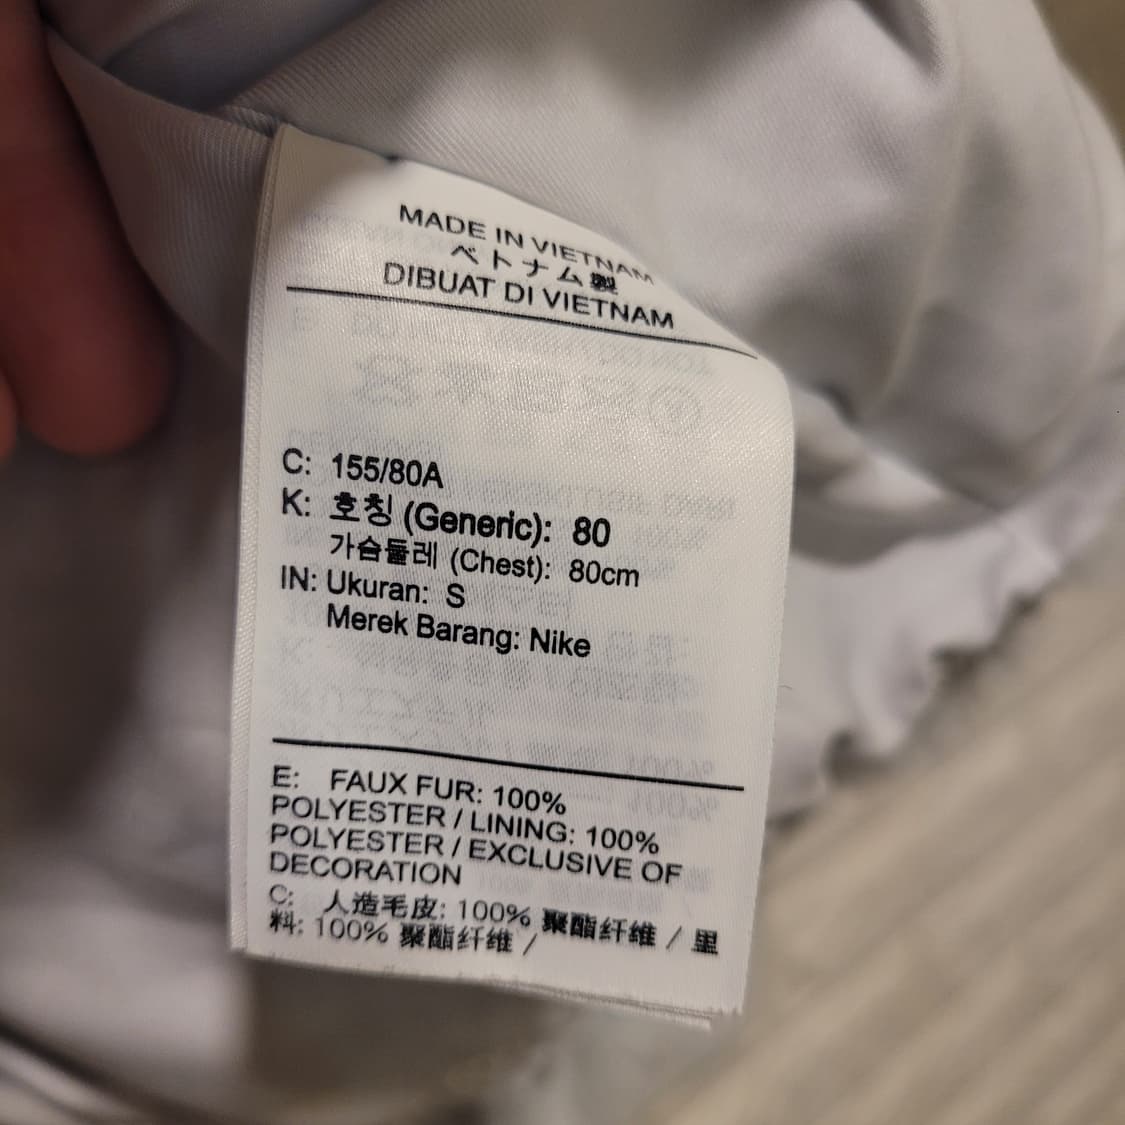 MADE IN VIETNAM
ベトナム製
DIBUAT DI VIETNAM
C: 155/80A
K: 호칭 (Generic): 80
가슴둘레 (Chest): 80cm
IN: Ukuran: S
Merek Barang: Nike
E: FAUX FUR: 100%
POLYESTER / LINING: 100%
POLYESTER / EXCLUSIVE OF
DECORATION
C: 人造毛皮: 100% 聚酯纤维 / 里
料: 100% 聚酯纤维 /